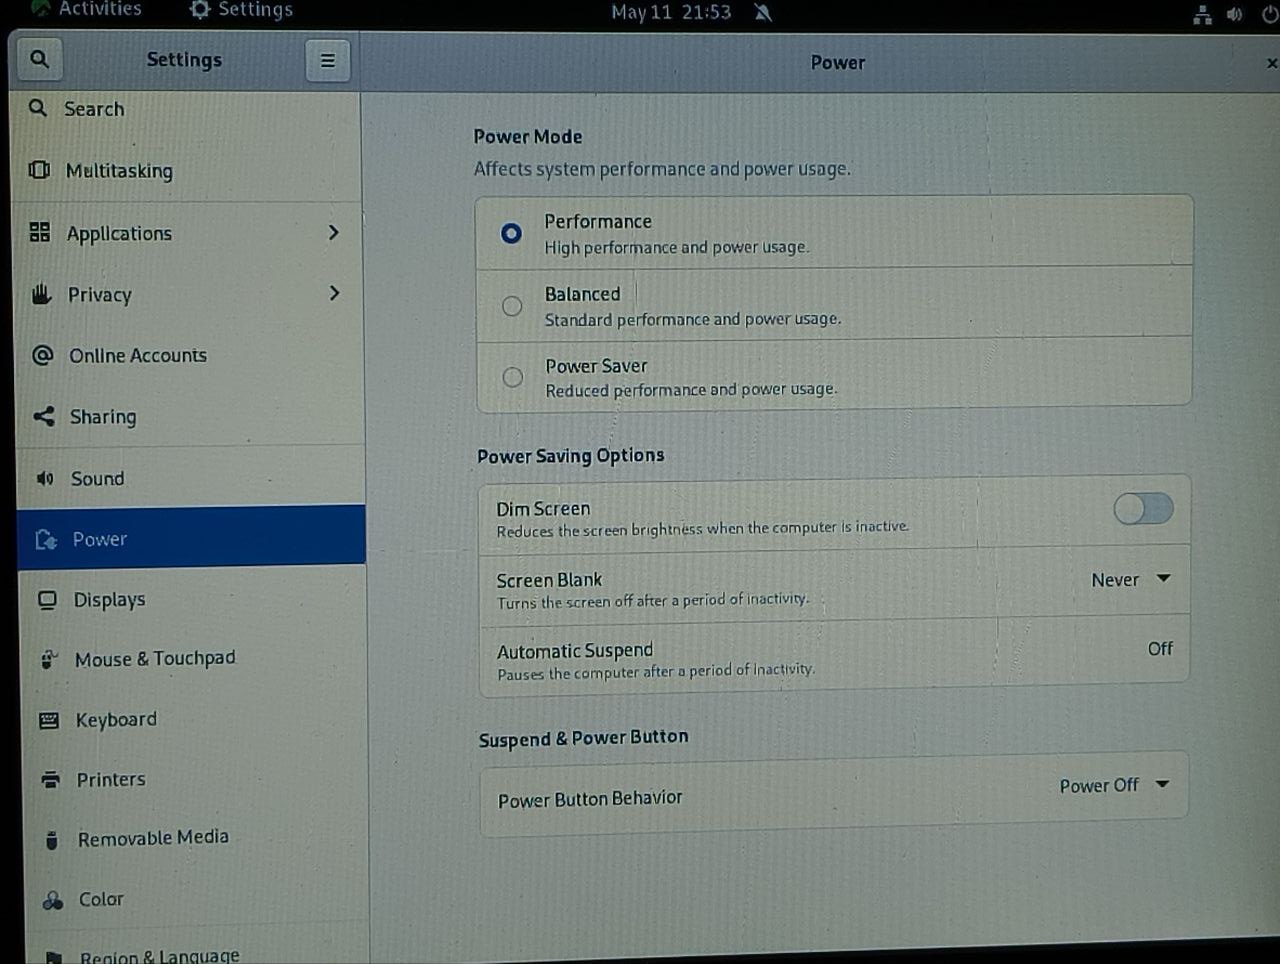 Activities
Settings
May 11 21:53
Settings
Power
Search
Multitasking
Applications
Privacy
Online Accounts
Sharing
Sound
Power
Displays
Mouse & Touchpad
Keyboard
Printers
Removable Media
Color
Region & Language
Power Mode
Affects system performance and power usage.
Performance
High performance and power usage.
Balanced
Standard performance and power usage.
Power Saver
Reduced performance and power usage.
Power Saving Options
Dim Screen
Reduces the screen brightness when the computer is inactive.
Screen Blank
Never
Turns the screen off after a period of inactivity.
Automatic Suspend
Off
Pauses the computer after a period of inactivity.
Suspend & Power Button
Power Button Behavior
Power Off